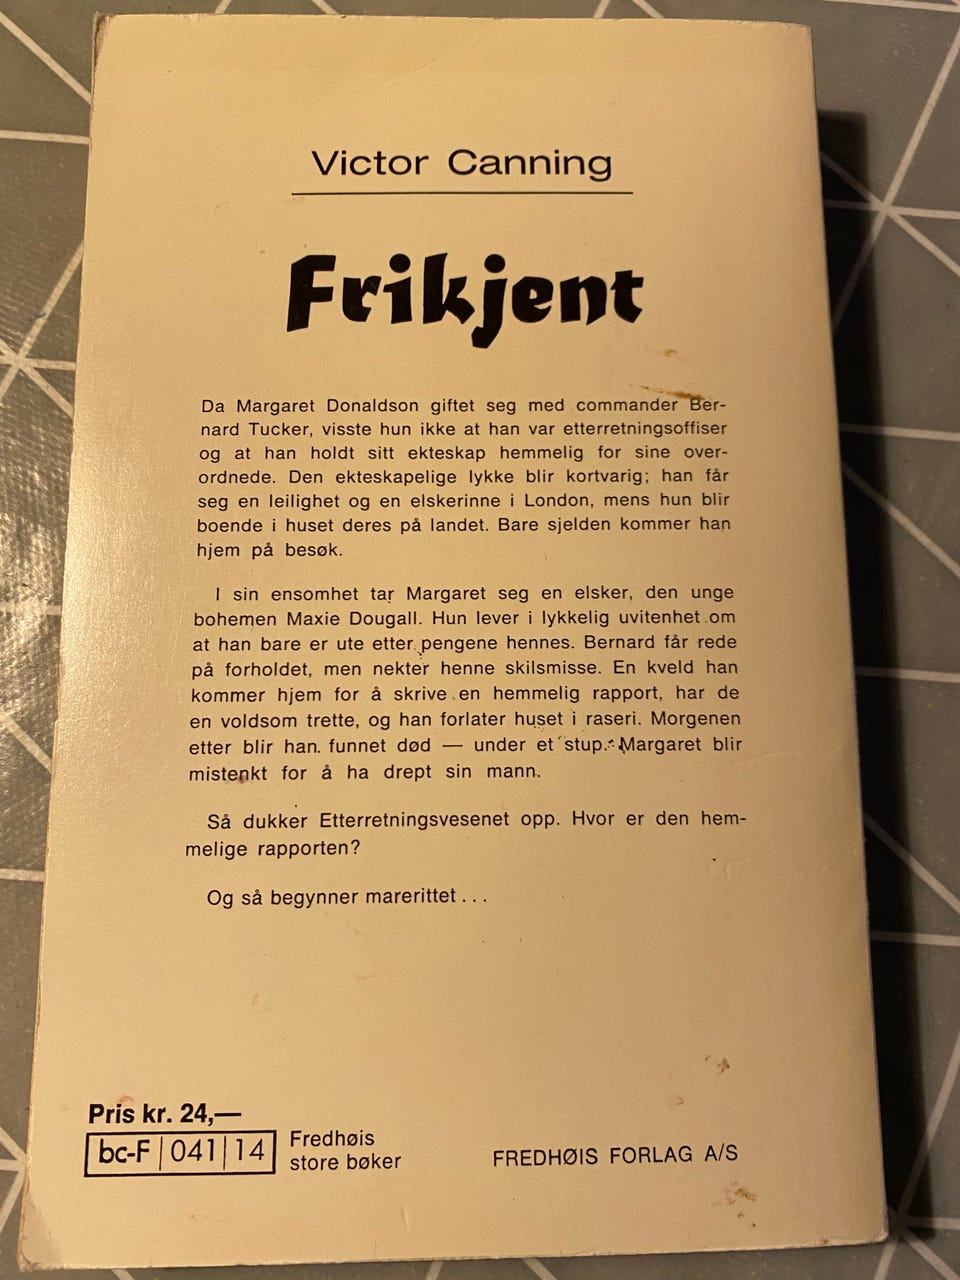 Victor Canning
Frikjent
Da Margaret Donaldson giftet seg med commander Ber-
nard Tucker, visste hun ikke at han var etterretningsoffiser
og at han holdt sitt ekteskap hemmelig for sine over-
ordnede. Den ekteskapelige lykke blir kortvarig; han får
seg en leilighet og en elskerinne i London, mens hun blir
boende i huset deres på landet. Bare sjelden kommer han
hjem på besøk.
I sin ensomhet tar Margaret seg en elsker, den unge
bohemen Maxie Dougall. Hun lever i lykkelig uvitenhet om
at han bare er ute etter pengene hennes. Bernard får rede
på forholdet, men nekter henne skilsmisse. En kveld han
kommer hjem for å skrive en hemmelig rapport, har de
en voldsom trette, og han forlater huset i raseri. Morgenen
etter blir han funnet død — under et stup. Margaret blir
mistenkt for å ha drept sin mann.
Så dukker Etterretningsvesenet opp. Hvor er den hem-
melige rapporten?
Og så begynner marerittet . . .
Pris kr. 24,—
bc-F | 041 | 14
Fredhøis
store bøker
FREDHØIS FORLAG A/S